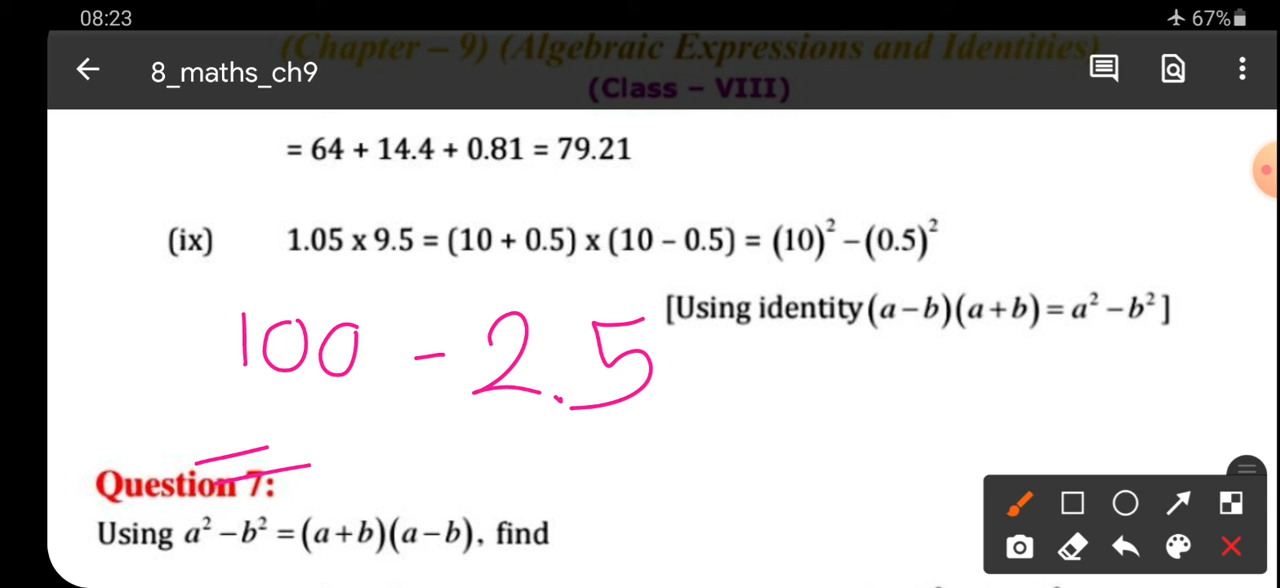 08:23 67%
(Chapter – 9) (Algebraic Expressions and Identities)
8_maths_ch9
(Class – VIII)
= 64 + 14.4 + 0.81 = 79.21
(ix) 1.05 x 9.5 = (10 + 0.5) x (10 – 0.5) = (10)² – (0.5)²
[Using identity (a – b)(a + b) = a² – b²]
100 - 2.5
=
Question 7:
Using a² – b² = (a + b)(a – b), find